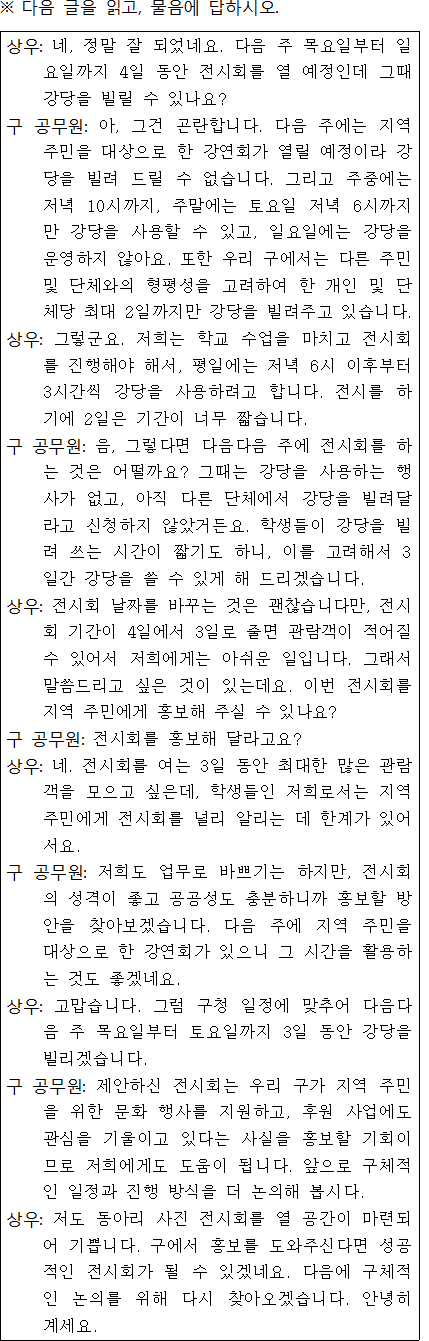 ※ 다음 글을 읽고, 물음에 답하시오.
상우: 네, 정말 잘 되었네요. 다음 주 목요일부터 일
요일까지 4일 동안 전시회를 열 예정인데 그때
강당을 빌릴 수 있나요?
구 공무원: 아, 그건 곤란합니다. 다음 주에는 지역
주민을 대상으로 한 강연회가 열릴 예정이라 강
당을 빌려 드릴 수 없습니다. 그리고 주중에는
저녁 10시까지, 주말에는 토요일 저녁 6시까지
만 강당을 사용할 수 있고, 일요일에는 강당을
운영하지 않아요. 또한 우리 구에서는 다른 주민
및 단체와의 형평성을 고려하여 한 개인 및 단
체당 최대 2일까지만 강당을 빌려주고 있습니다.
상우: 그렇군요. 저희는 학교 수업을 마치고 전시회
를 진행해야 해서, 평일에는 저녁 6시 이후부터
3시간씩 강당을 사용하려고 합니다. 전시를 하
기에 2일은 기간이 너무 짧습니다.
구 공무원: 음, 그렇다면 다음다음 주에 전시회를 하
는 것은 어떨까요? 그때는 강당을 사용하는 행
사가 없고, 아직 다른 단체에서 강당을 빌려달
라고 신청하지 않았거든요. 학생들이 강당을 빌
려 쓰는 시간이 짧기도 하니, 이를 고려해서 3
일간 강당을 쓸 수 있게 해 드리겠습니다.
상우: 전시회 날짜를 바꾸는 것은 괜찮습니다만, 전시
회 기간이 4일에서 3일로 줄면 관람객이 적어질
수 있어서 저희에게는 아쉬운 일입니다. 그래서
말씀드리고 싶은 것이 있는데요. 이번 전시회를
지역 주민에게 홍보해 주실 수 있나요?
구 공무원: 전시회를 홍보해 달라고요?
상우: 네. 전시회를 여는 3일 동안 최대한 많은 관람
객을 모으고 싶은데, 학생들인 저희로서는 지역
주민에게 전시회를 널리 알리는 데 한계가 있어
서요.
구 공무원: 저희도 업무로 바쁘기는 하지만, 전시회
의 성격이 좋고 공공성도 충분하니까 홍보할 방
안을 찾아보겠습니다. 다음 주에 지역 주민을
대상으로 한 강연회가 있으니 그 시간을 활용하
는 것도 좋겠네요.
상우: 고맙습니다. 그럼 구청 일정에 맞추어 다음다
음 주 목요일부터 토요일까지 3일 동안 강당을
빌리겠습니다.
구 공무원: 제안하신 전시회는 우리 구가 지역 주민
을 위한 문화 행사를 지원하고, 후원 사업에도
관심을 기울이고 있다는 사실을 홍보할 기회이
므로 저희에게도 도움이 됩니다. 앞으로 구체적
인 일정과 진행 방식을 더 논의해 봅시다.
상우: 저도 동아리 사진 전시회를 열 공간이 마련되
어 기쁩니다. 구에서 홍보를 도와주신다면 성공
적인 전시회가 될 수 있겠네요. 다음에 구체적
인 논의를 위해 다시 찾아오겠습니다. 안녕히
계세요.